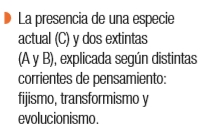 La presencia de una especie
actual (C) y dos extintas
(A y B), explicada según distintas
corrientes de pensamiento:
fijismo, transformismo y
evolucionismo.